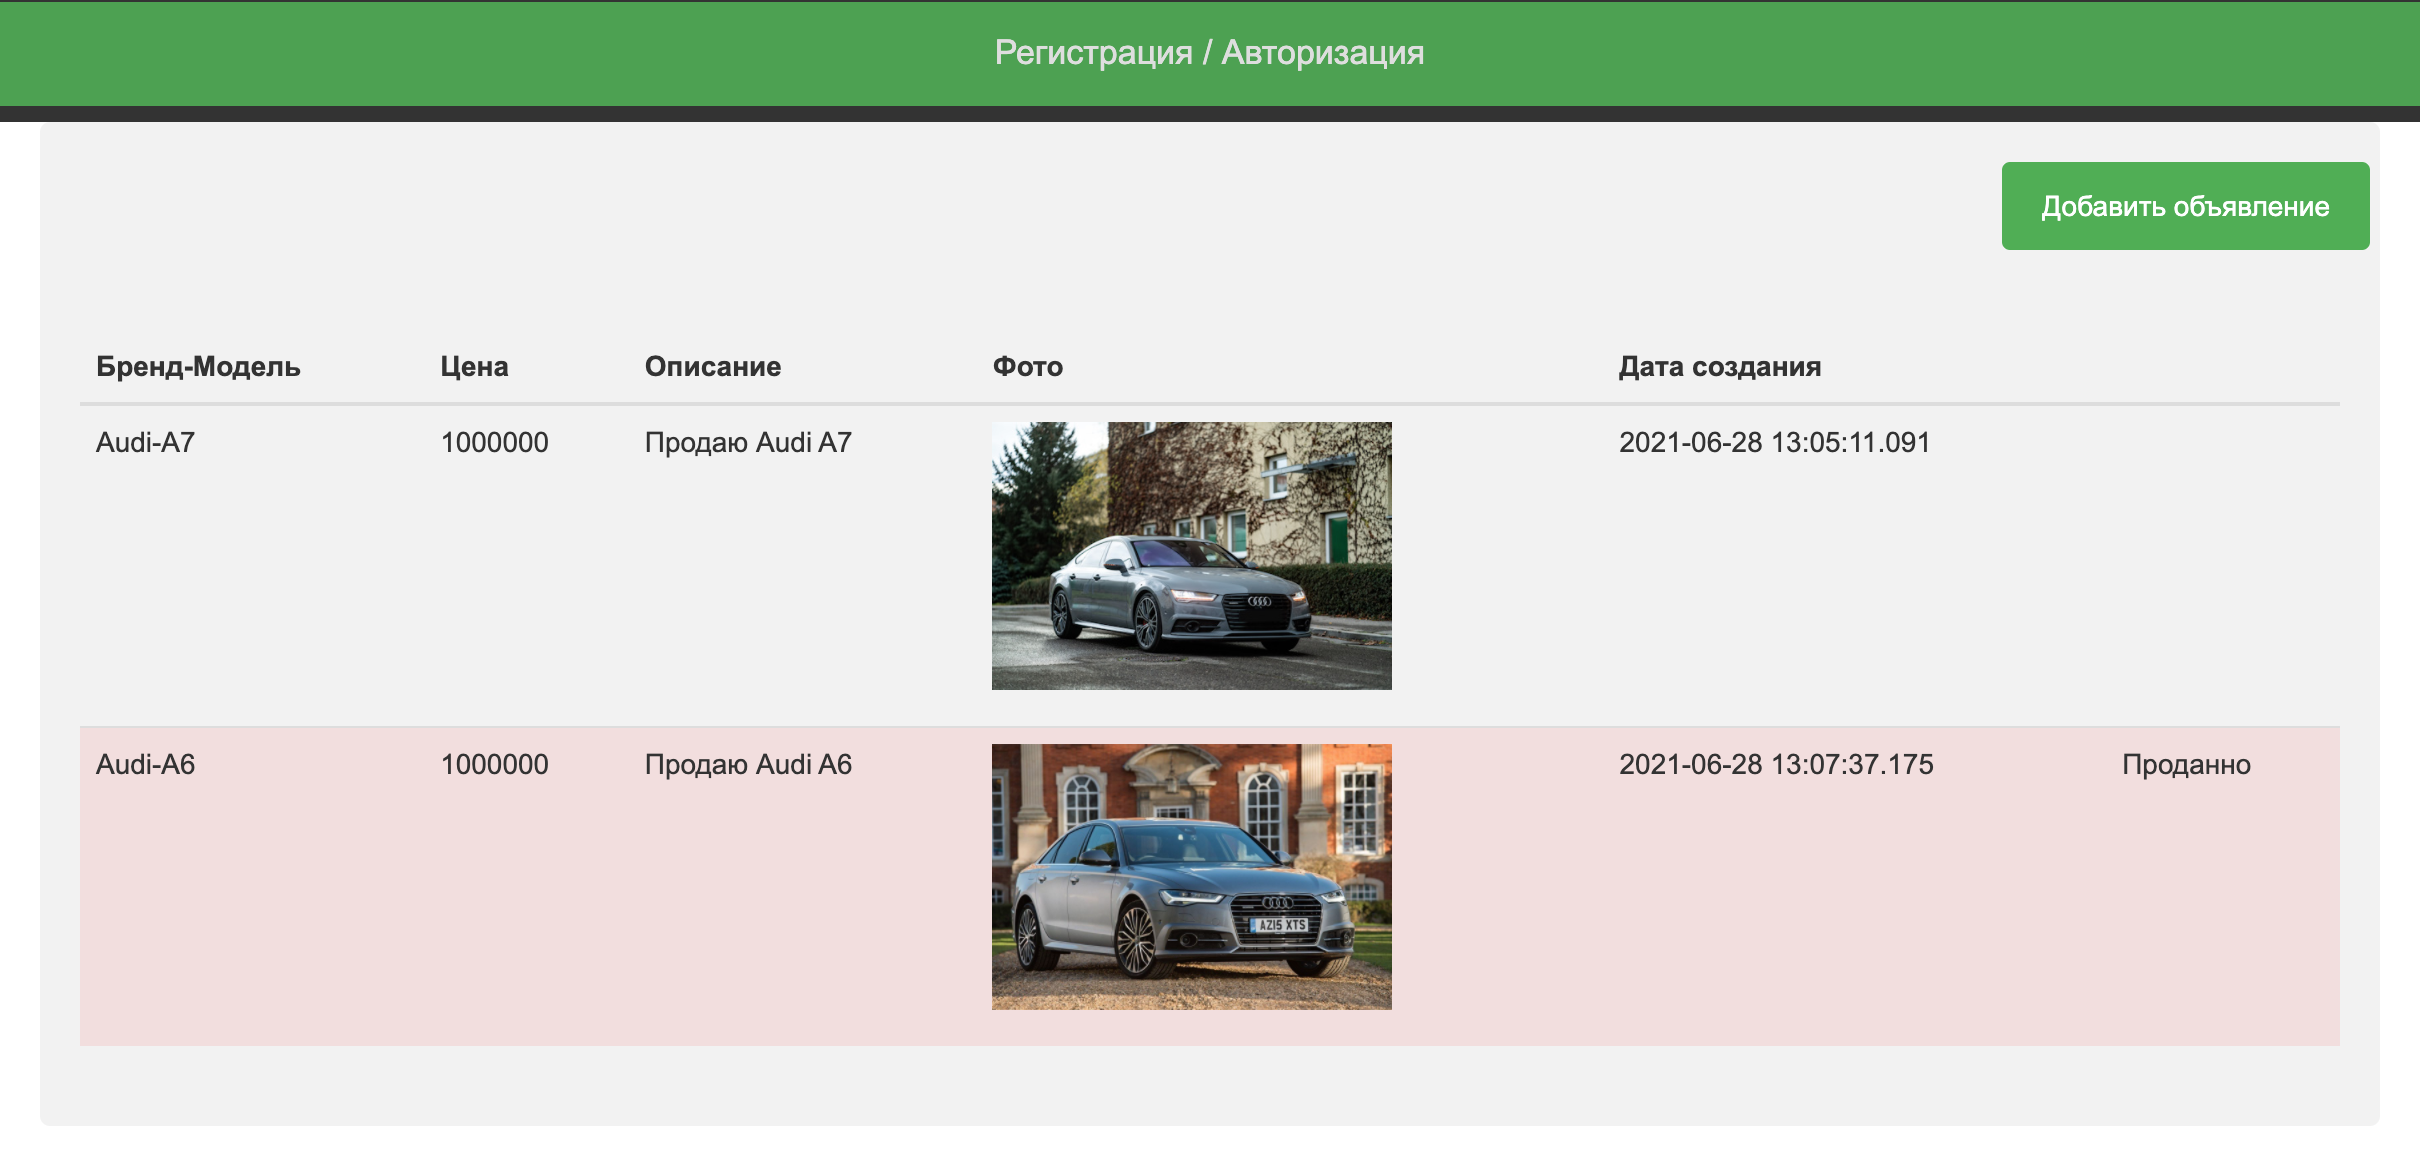 Регистрация / Авторизация
Добавить объявление
Бренд-Модель Цена Описание Фото Дата создания
Audi-A7 1000000 Продаю Audi A7 2021-06-28 13:05:11.091
Audi-A6 1000000 Продаю Audi A6 2021-06-28 13:07:37.175 Проданно
AZ15 XTS